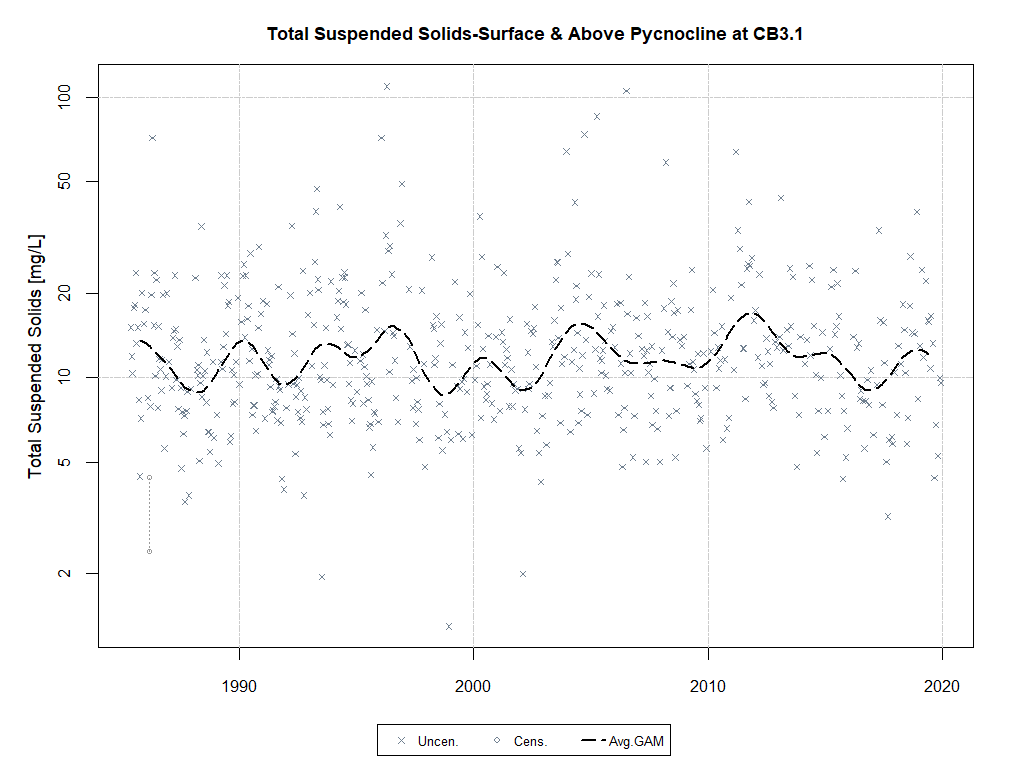 Total Suspended Solids-Surface & Above Pycnocline at CB3.1
Total Suspended Solids [mg/L]
100
50
20
10
5
2
1990 2000 2010 2020
Uncen. Cens. Avg.GAM